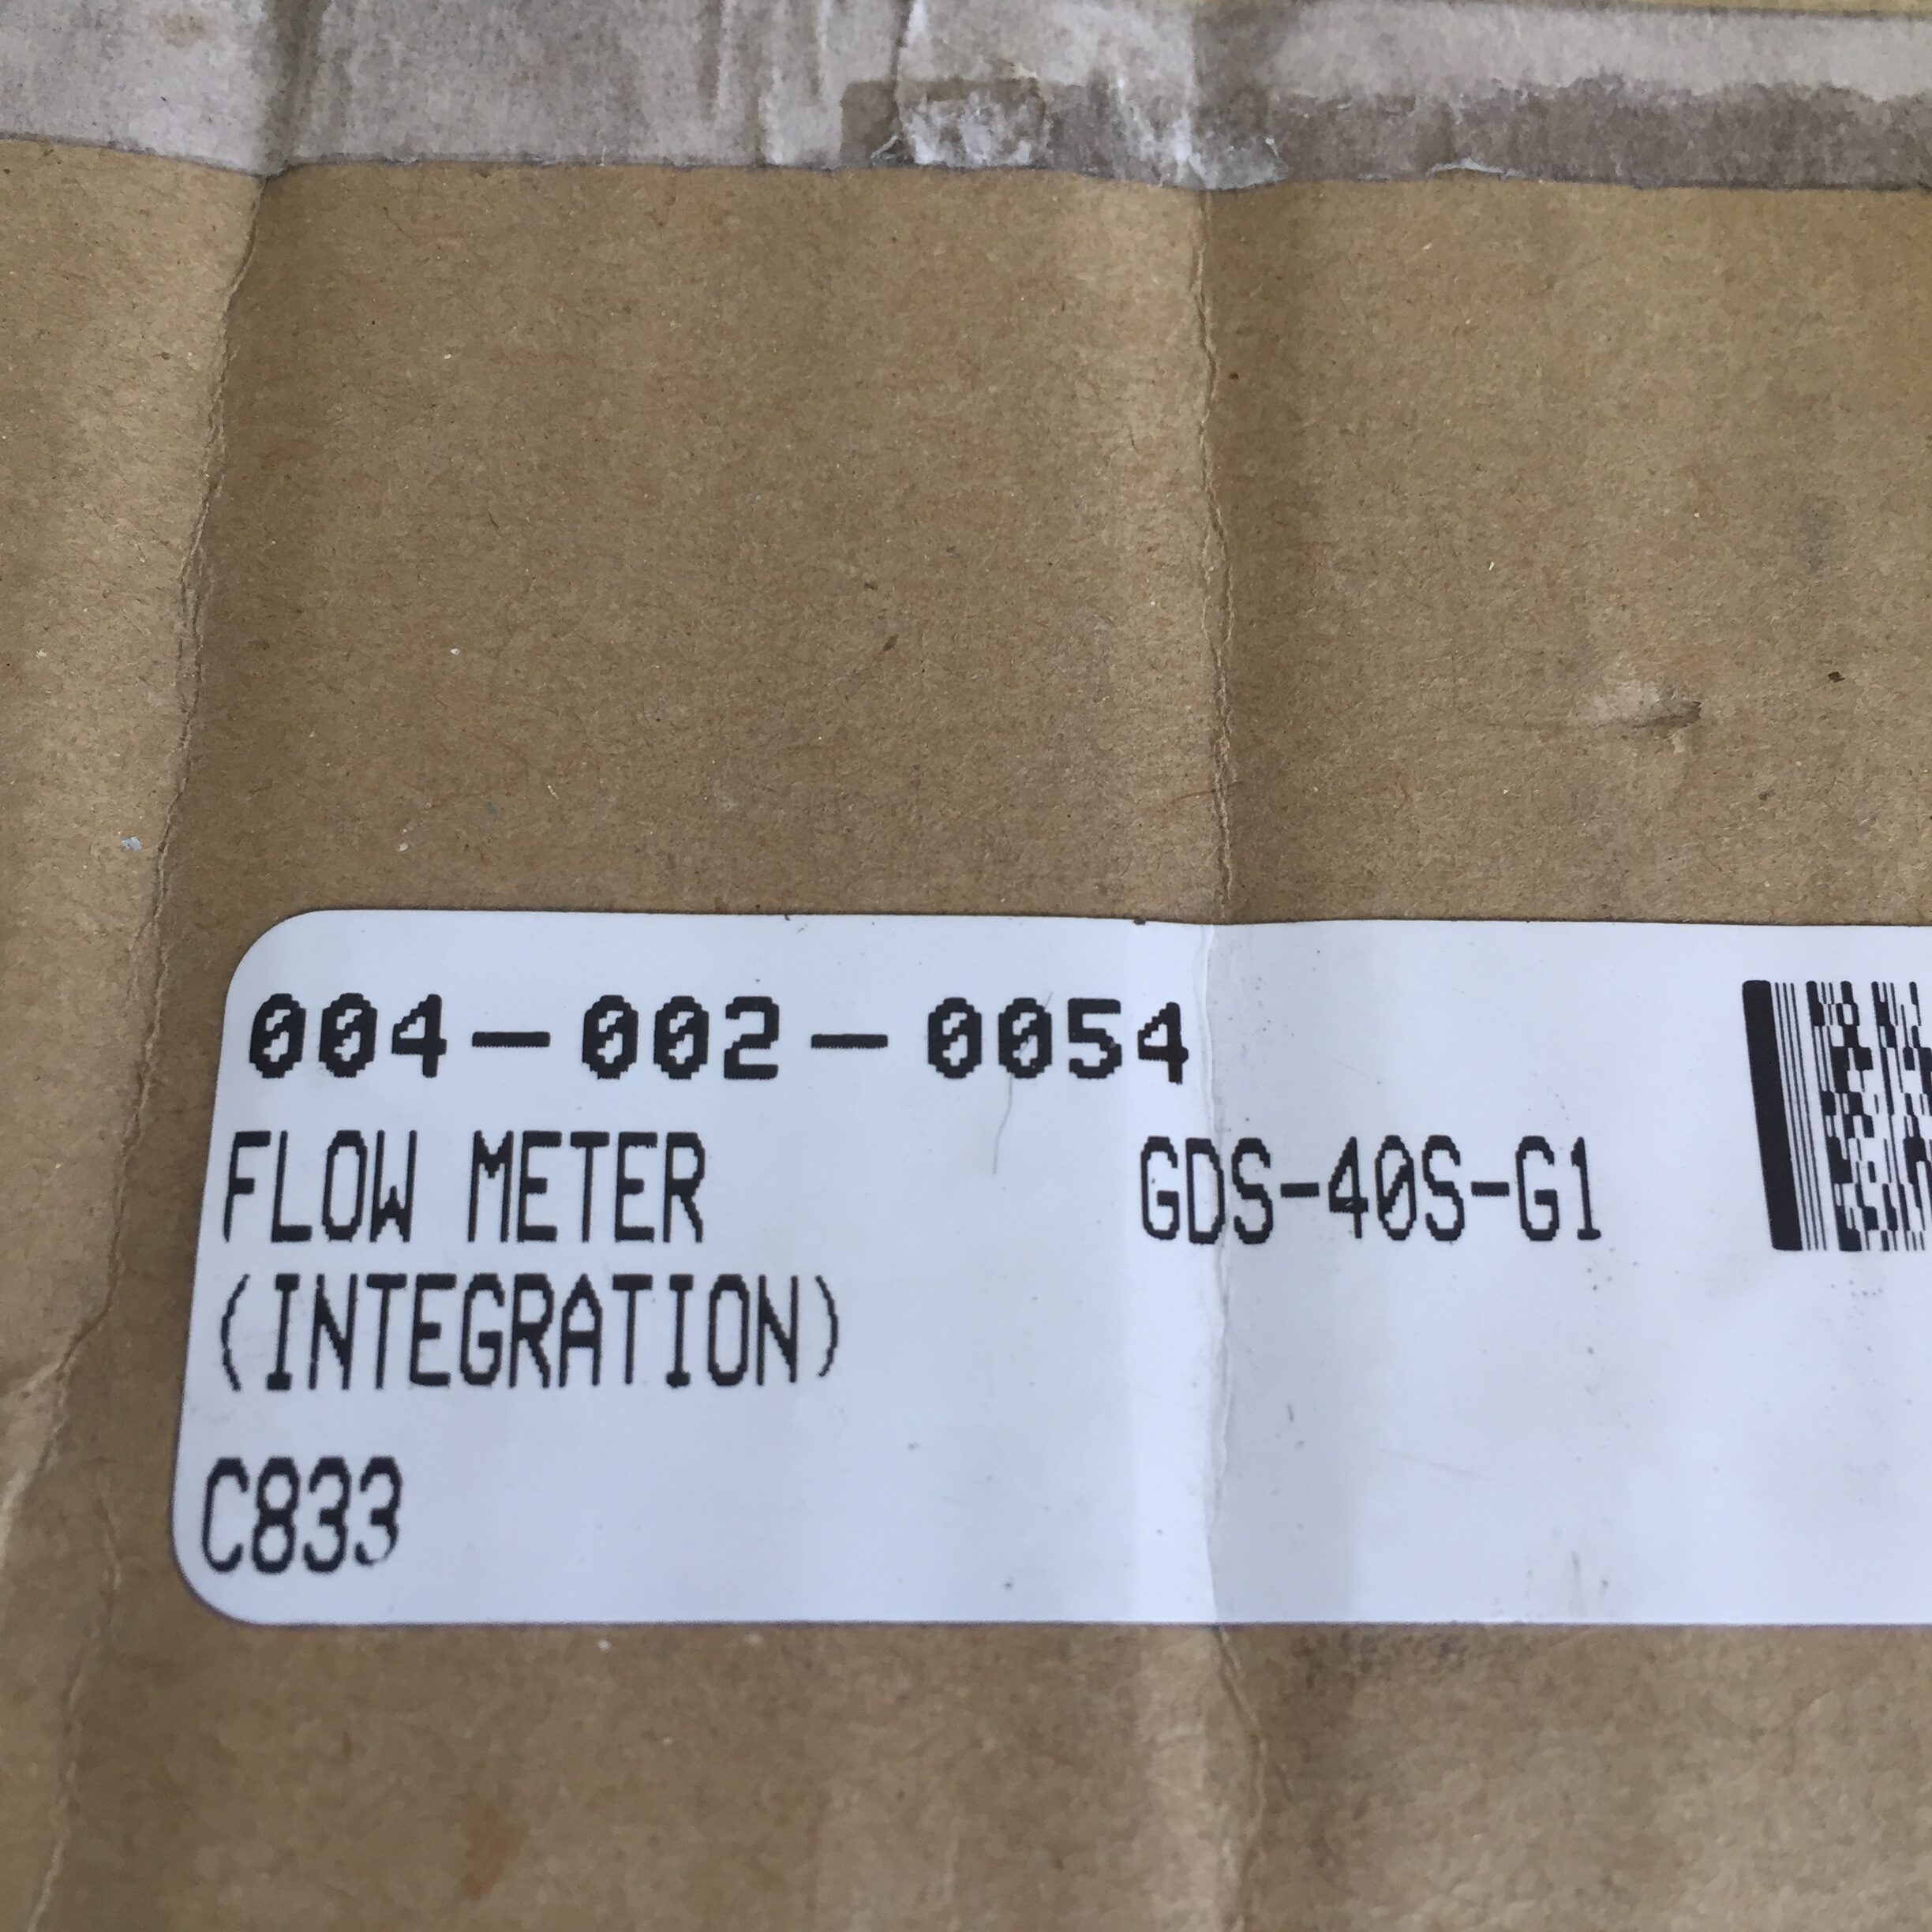 004-002-0054
FLOW METER GDS-40S-G1
(INTEGRATION)
C833